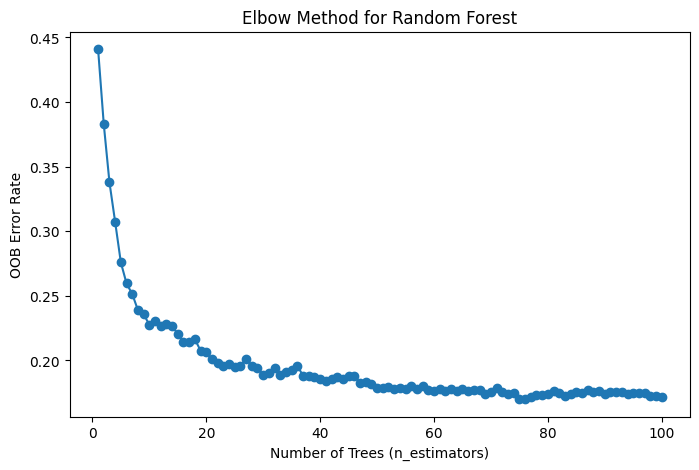 Elbow Method for Random Forest
0.45
0.40
0.35
0.30
0.25
0.20
OOB Error Rate
0 20 40 60 80 100
Number of Trees (n_estimators)